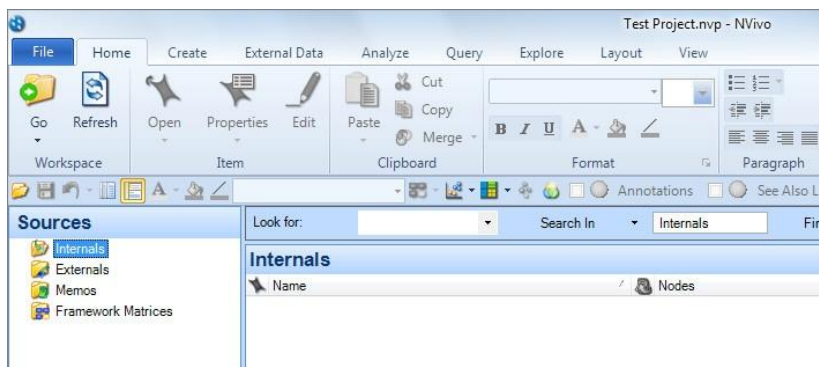 Test Project.nvp - NVivo
File Home Create External Data Analyze Query Explore Layout View
Go Refresh Open Properties Edit Paste Cut Copy Merge B I U A
Workspace Item Clipboard Format Paragraph
A Annotations See Also L
Sources Look for: Search In Internals Fin
Internals
Externals
Memos
Framework Matrices
Internals
Name Nodes